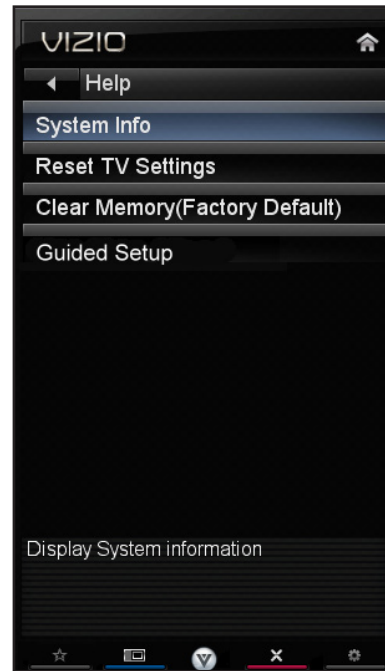 VIZIO
Help
System Info
Reset TV Settings
Clear Memory(Factory Default)
Guided Setup
Display System information
V